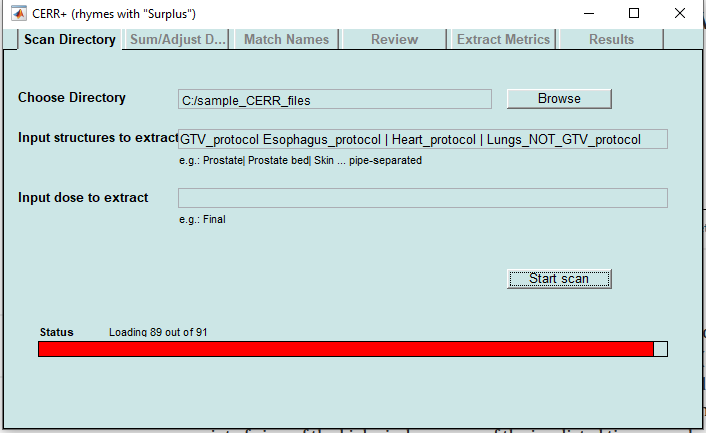 CERR+ (rhymes with "Surplus")
Scan Directory Sum/Adjust D... Match Names Review Extract Metrics Results
Choose Directory C:/sample_CERR_files Browse
Input structures to extract GTV_protocol Esophagus_protocol | Heart_protocol | Lungs_NOT_GTV_protocol
e.g.: Prostate| Prostate bed| Skin ... pipe-separated
Input dose to extract
e.g.: Final
Start scan
Status Loading 89 out of 91